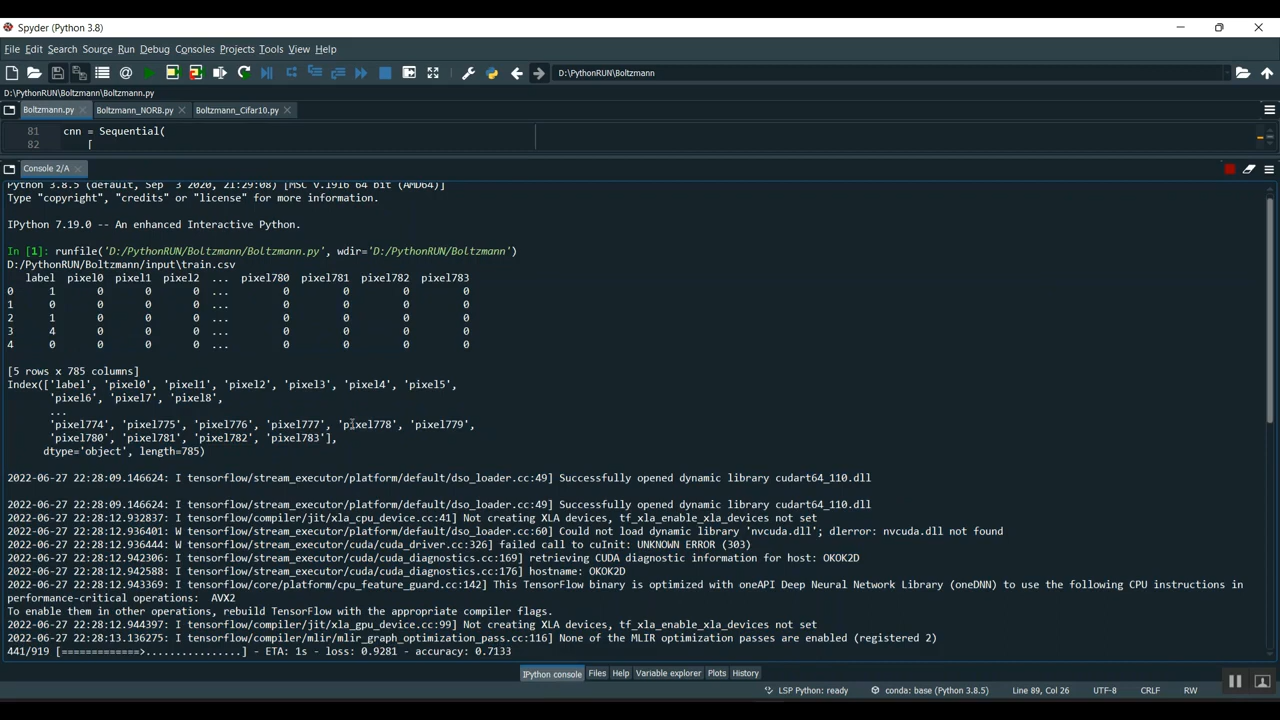 Spyder (Python 3.8)
File Edit Search Source Run Debug Consoles Projects Tools View Help
D:\PythonRUN\Boltzmann
D:\PythonRUN\Boltzmann\Boltzmann.py
Boltzmann.py Boltzmann_NORB.py Boltzmann_Cifar10.py
81 cnn = Sequential(
82 [
Console 2/A
Python 3.8.5 (default, Sep 3 2020, 21:29:08) [MSC v.1916 64 bit (AMD64)]
Type "copyright", "credits" or "license" for more information.
IPython 7.19.0 -- An enhanced Interactive Python.
In [1]: runfile('D:/PythonRUN/Boltzmann/Boltzmann.py', wdir='D:/PythonRUN/Boltzmann')
D:/PythonRUN/Boltzmann/input\train.csv
label pixel0 pixel1 pixel2 ... pixel780 pixel781 pixel782 pixel783
0 1 0 0 0 ... 0 0 0 0
1 0 0 0 0 ... 0 0 0 0
2 1 0 0 0 ... 0 0 0 0
3 4 0 0 0 ... 0 0 0 0
4 0 0 0 0 ... 0 0 0 0
[5 rows x 785 columns]
Index(['label', 'pixel0', 'pixel1', 'pixel2', 'pixel3', 'pixel4', 'pixel5',
'pixel6', 'pixel7', 'pixel8',
...
'pixel774', 'pixel775', 'pixel776', 'pixel777', 'pixel778', 'pixel779',
'pixel780', 'pixel781', 'pixel782', 'pixel783'],
dtype='object', length=785)
2022-06-27 22:28:09.146624: I tensorflow/stream_executor/platform/default/dso_loader.cc:49] Successfully opened dynamic library cudart64_110.dll
2022-06-27 22:28:09.146624: I tensorflow/stream_executor/platform/default/dso_loader.cc:49] Successfully opened dynamic library cudart64_110.dll
2022-06-27 22:28:12.932837: I tensorflow/compiler/jit/xla_cpu_device.cc:41] Not creating XLA devices, tf_xla_enable_xla_devices not set
2022-06-27 22:28:12.936401: W tensorflow/stream_executor/platform/default/dso_loader.cc:60] Could not load dynamic library 'nvcuda.dll'; dlerror: nvcuda.dll not found
2022-06-27 22:28:12.936444: W tensorflow/stream_executor/cuda/cuda_driver.cc:326] failed call to cuInit: UNKNOWN ERROR (303)
2022-06-27 22:28:12.942396: I tensorflow/stream_executor/cuda/cuda_diagnostics.cc:169] retrieving CUDA diagnostic information for host: OKOK2D
2022-06-27 22:28:12.942588: I tensorflow/stream_executor/cuda/cuda_diagnostics.cc:176] hostname: OKOK2D
2022-06-27 22:28:12.943369: I tensorflow/core/platform/cpu_feature_guard.cc:142] This TensorFlow binary is optimized with oneAPI Deep Neural Network Library (oneDNN) to use the following CPU instructions in
performance-critical operations: AVX2
To enable them in other operations, rebuild TensorFlow with the appropriate compiler flags.
2022-06-27 22:28:12.944397: I tensorflow/compiler/jit/xla_gpu_device.cc:99] Not creating XLA devices, tf_xla_enable_xla_devices not set
2022-06-27 22:28:13.136275: I tensorflow/compiler/mlir/mlir_graph_optimization_pass.cc:116] None of the MLIR optimization passes are enabled (registered 2)
441/919 [=============>................] - ETA: 1s - loss: 0.9281 - accuracy: 0.7133
IPython console Files Help Variable explorer Plots History
LSP Python: ready conda: base (Python 3.8.5) Line 89, Col 26 UTF-8 CRLF RW